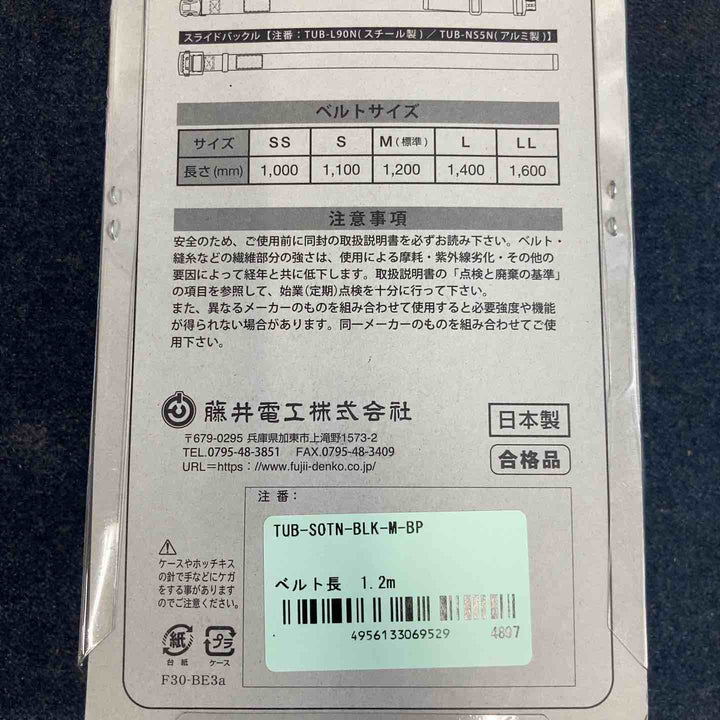 スライドバックル【注番：TUB-L90N(スチール製)／TUB-NS5N(アルミ製)】
ベルトサイズ
サイズ SS S M(標準) L LL
長さ(mm) 1,000 1,100 1,200 1,400 1,600
注意事項
安全のため、ご使用前に同封の取扱説明書を必ずお読み下さい。ベルト・
縫糸などの繊維部分の強さは、使用による摩耗・紫外線劣化・その他の
要因によって経年と共に低下します。取扱説明書の「点検と廃棄の基準」
の項目を参照して、始業(定期)点検を十分に行って下さい。
また、異なるメーカーのものを組み合わせて使用すると必要強度や機能
が得られない場合があります。同一メーカーのものを組み合わせてご使
用下さい。
藤井電工株式会社
〒679-0295 兵庫県加東市上滝野1573-2
TEL.0795-48-3851 FAX.0795-48-3409
URL＝https：//www.fujii-denko.co.jp/
日本製
合格品
注番：
TUB-SOTN-BLK-M-BP
ベルト長 1.2m
4956133069529 4807
ケースやホッチキス
の針で手などにケガ
をする事があります
のでご注意ください。
紙
台紙
プラ
ケース
F30-BE3a